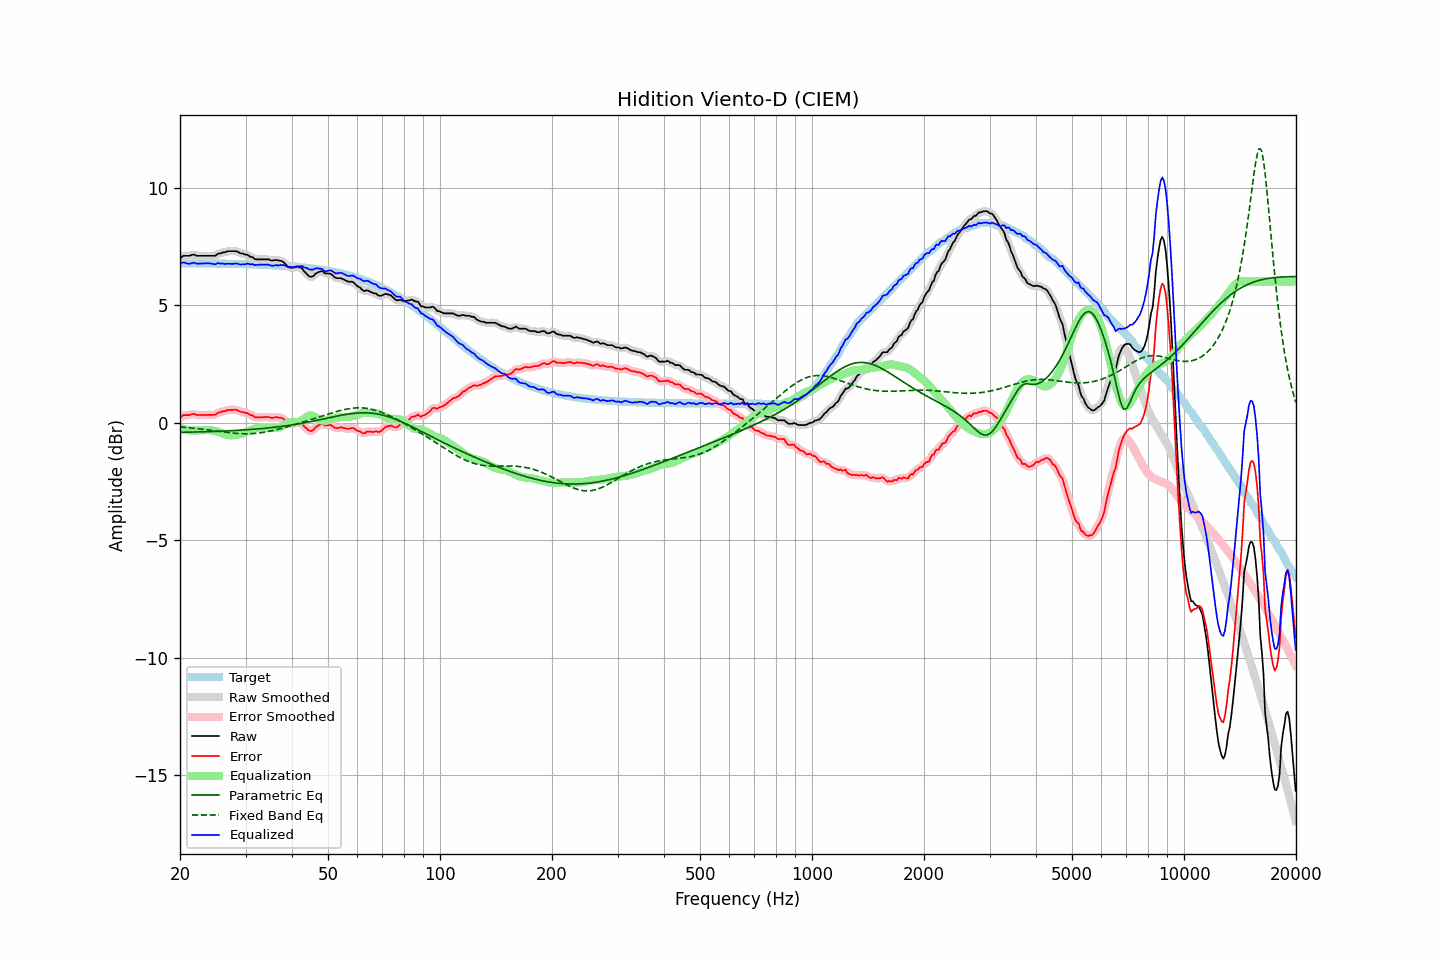 Hidition Viento-D (CIEM)
Amplitude (dBr)
10
5
0
−5
−10
−15
Target
Raw Smoothed
Error Smoothed
Raw
Error
Equalization
Parametric Eq
Fixed Band Eq
Equalized
20 50 100 200 500 1000 2000 5000 10000 20000
Frequency (Hz)